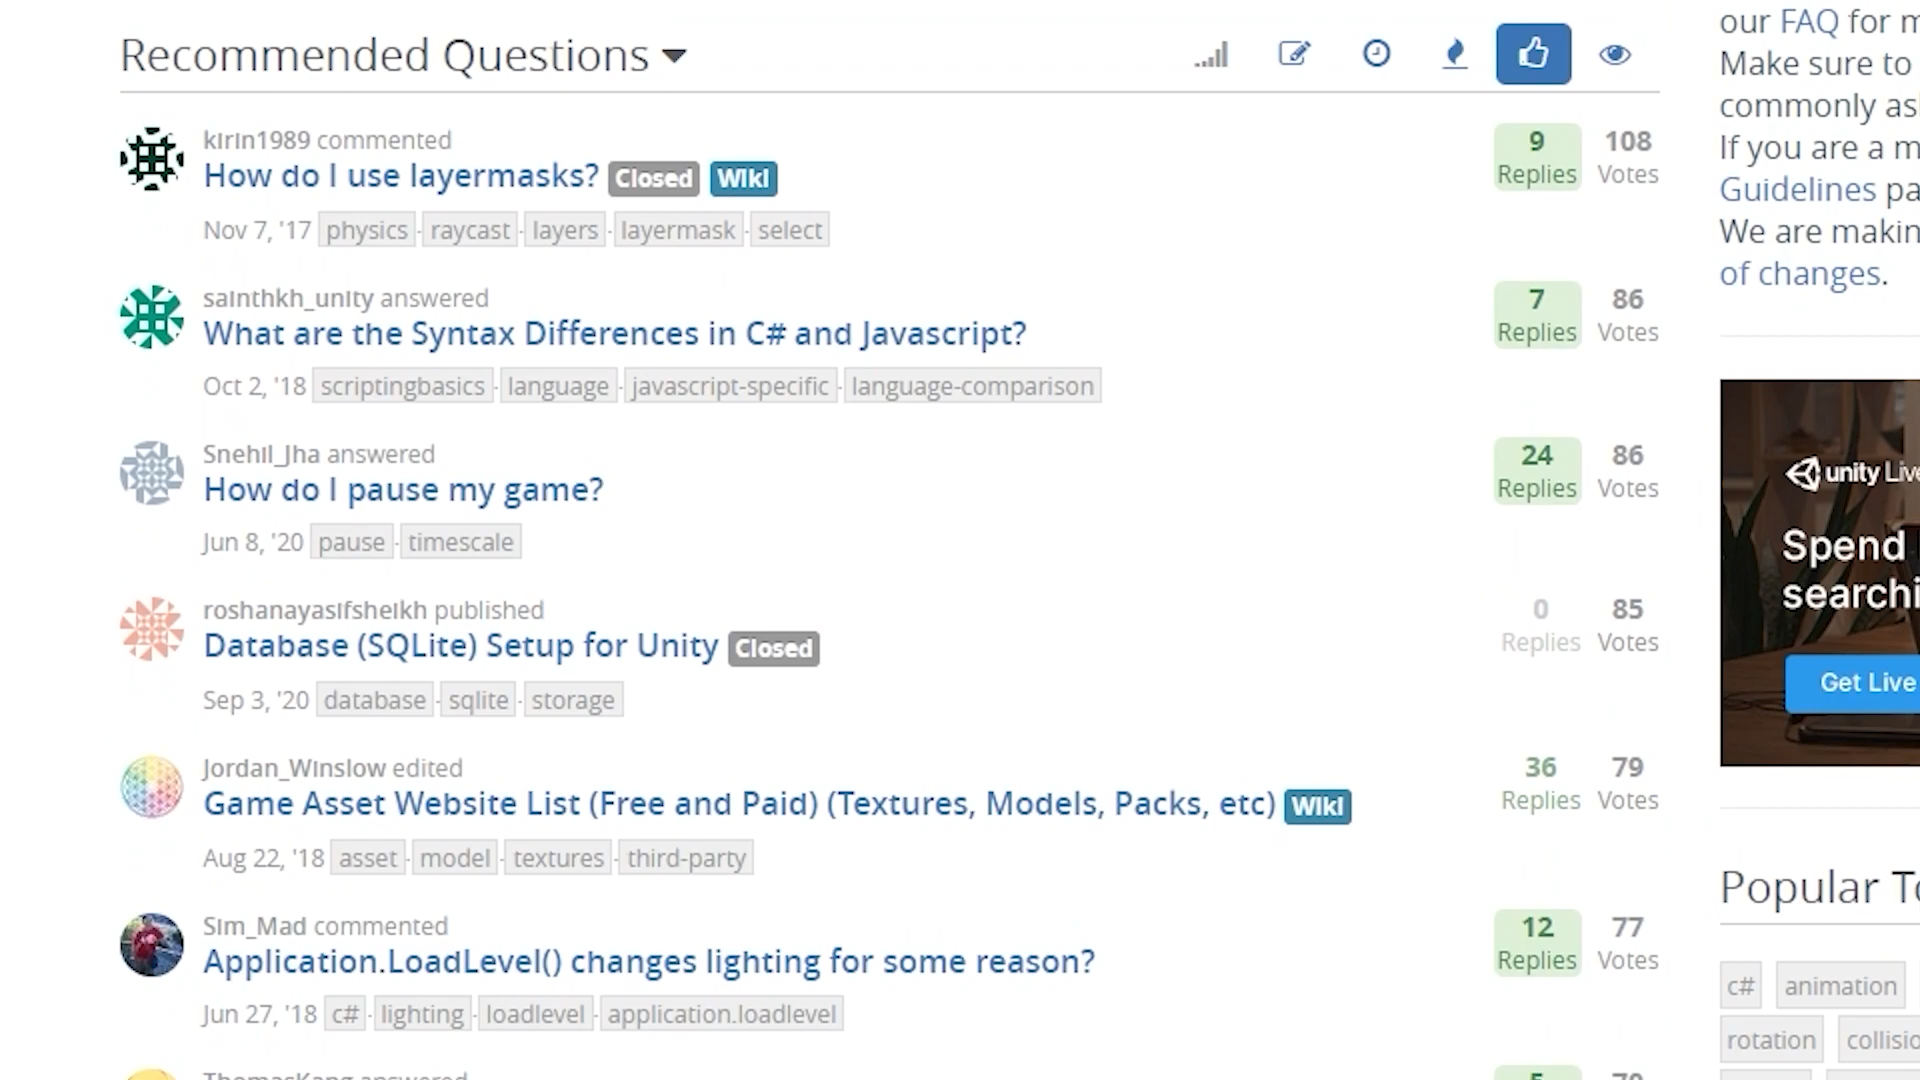 Recommended Questions
kirin1989 commented
How do I use layermasks? Closed Wiki
Nov 7, '17 physics · raycast · layers · layermask · select
9 Replies 108 Votes
sainthkh_unity answered
What are the Syntax Differences in C# and Javascript?
Oct 2, '18 scriptingbasics · language · javascript-specific · language-comparison
7 Replies 86 Votes
Snehil_Jha answered
How do I pause my game?
Jun 8, '20 pause · timescale
24 Replies 86 Votes
roshanayasifsheikh published
Database (SQLite) Setup for Unity Closed
Sep 3, '20 database · sqlite · storage
0 Replies 85 Votes
Jordan_Winslow edited
Game Asset Website List (Free and Paid) (Textures, Models, Packs, etc) Wiki
Aug 22, '18 asset · model · textures · third-party
36 Replies 79 Votes
Sim_Mad commented
Application.LoadLevel() changes lighting for some reason?
Jun 27, '18 c# · lighting · loadlevel · application.loadlevel
12 Replies 77 Votes
ThomasKang answered
our FAQ for
Make sure to
commonly
If you are a
Guidelines
We are
of changes.
unity
Spend
Get Live
Popular
c# animation
rotation